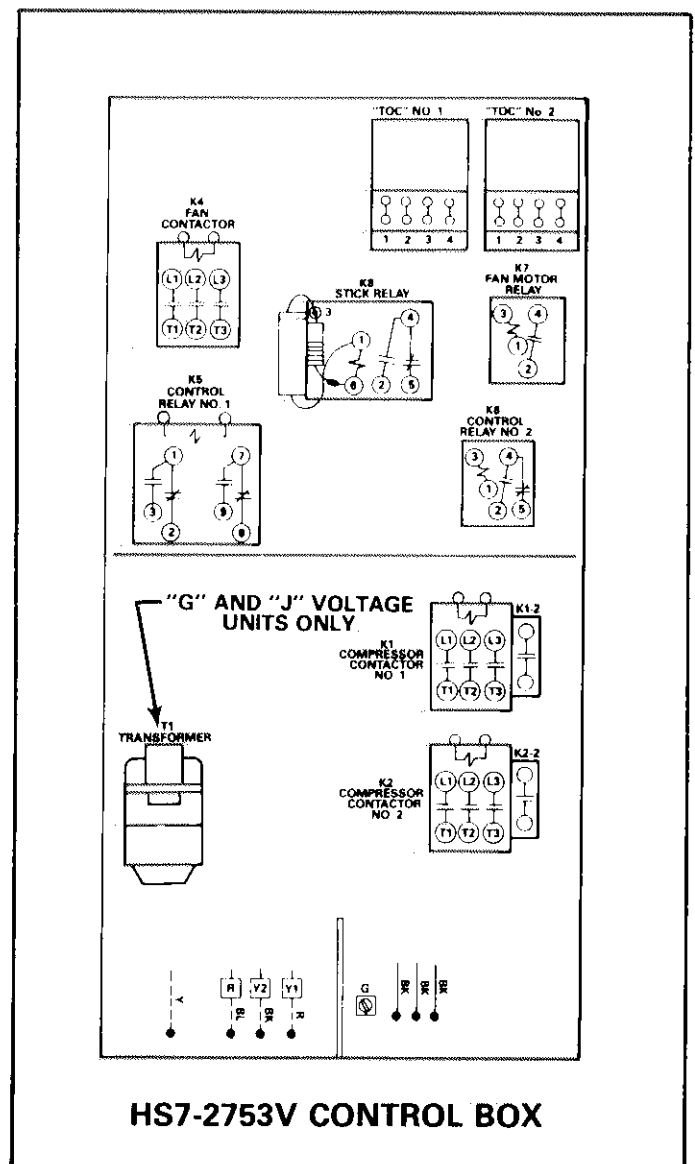 "TOC" NO 1
"TOC" No 2
1 2 3 4
1 2 3 4
K4
FAN
CONTACTOR
L1 L2 L3
T1 T2 T3
K8
STICK RELAY
3
4
1
6 2 5
K7
FAN MOTOR
RELAY
3 4
1
2
K5
CONTROL
RELAY NO. 1
1 7
3 9
2 8
K6
CONTROL
RELAY NO. 2
3 4
1
2 5
"G" AND "J" VOLTAGE
UNITS ONLY
T1
TRANSFORMER
K1
COMPRESSOR
CONTACTOR
NO 1
L1 L2 L3
T1 T2 T3
K1-2
K2
COMPRESSOR
CONTACTOR
NO 2
L1 L2 L3
T1 T2 T3
K2-2
R Y2 Y1
Y BL BK R
G
BK BK BK
HS7-2753V CONTROL BOX